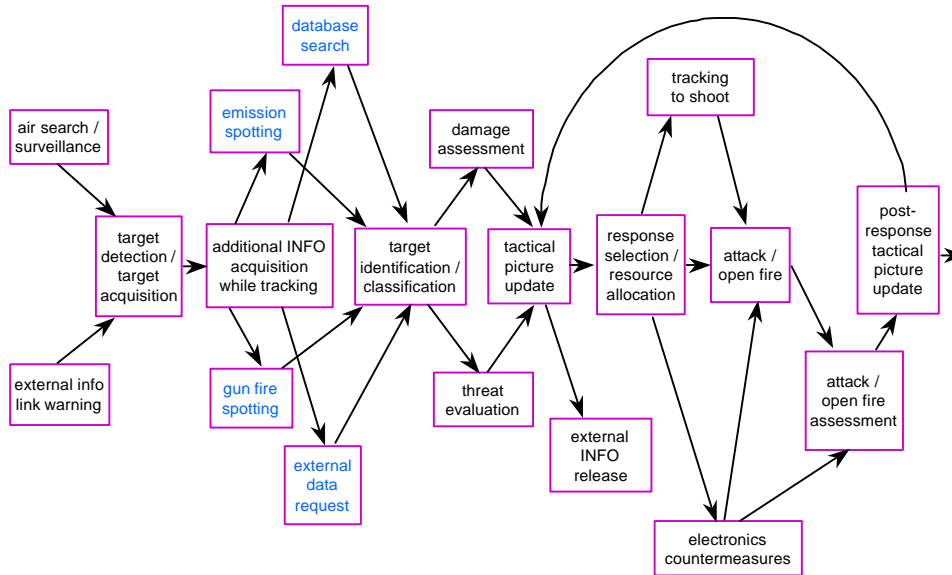 air search /
surveillance
external info
link warning
target
detection /
target
acquisition
database
search
emission
spotting
additional INFO
acquisition
while tracking
gun fire
spotting
external
data
request
target
identification /
classification
damage
assessment
threat
evaluation
tactical
picture
update
external
INFO
release
response
selection /
resource
allocation
tracking
to shoot
attack /
open fire
electronics
countermeasures
attack /
open fire
assessment
post-
response
tactical
picture
update